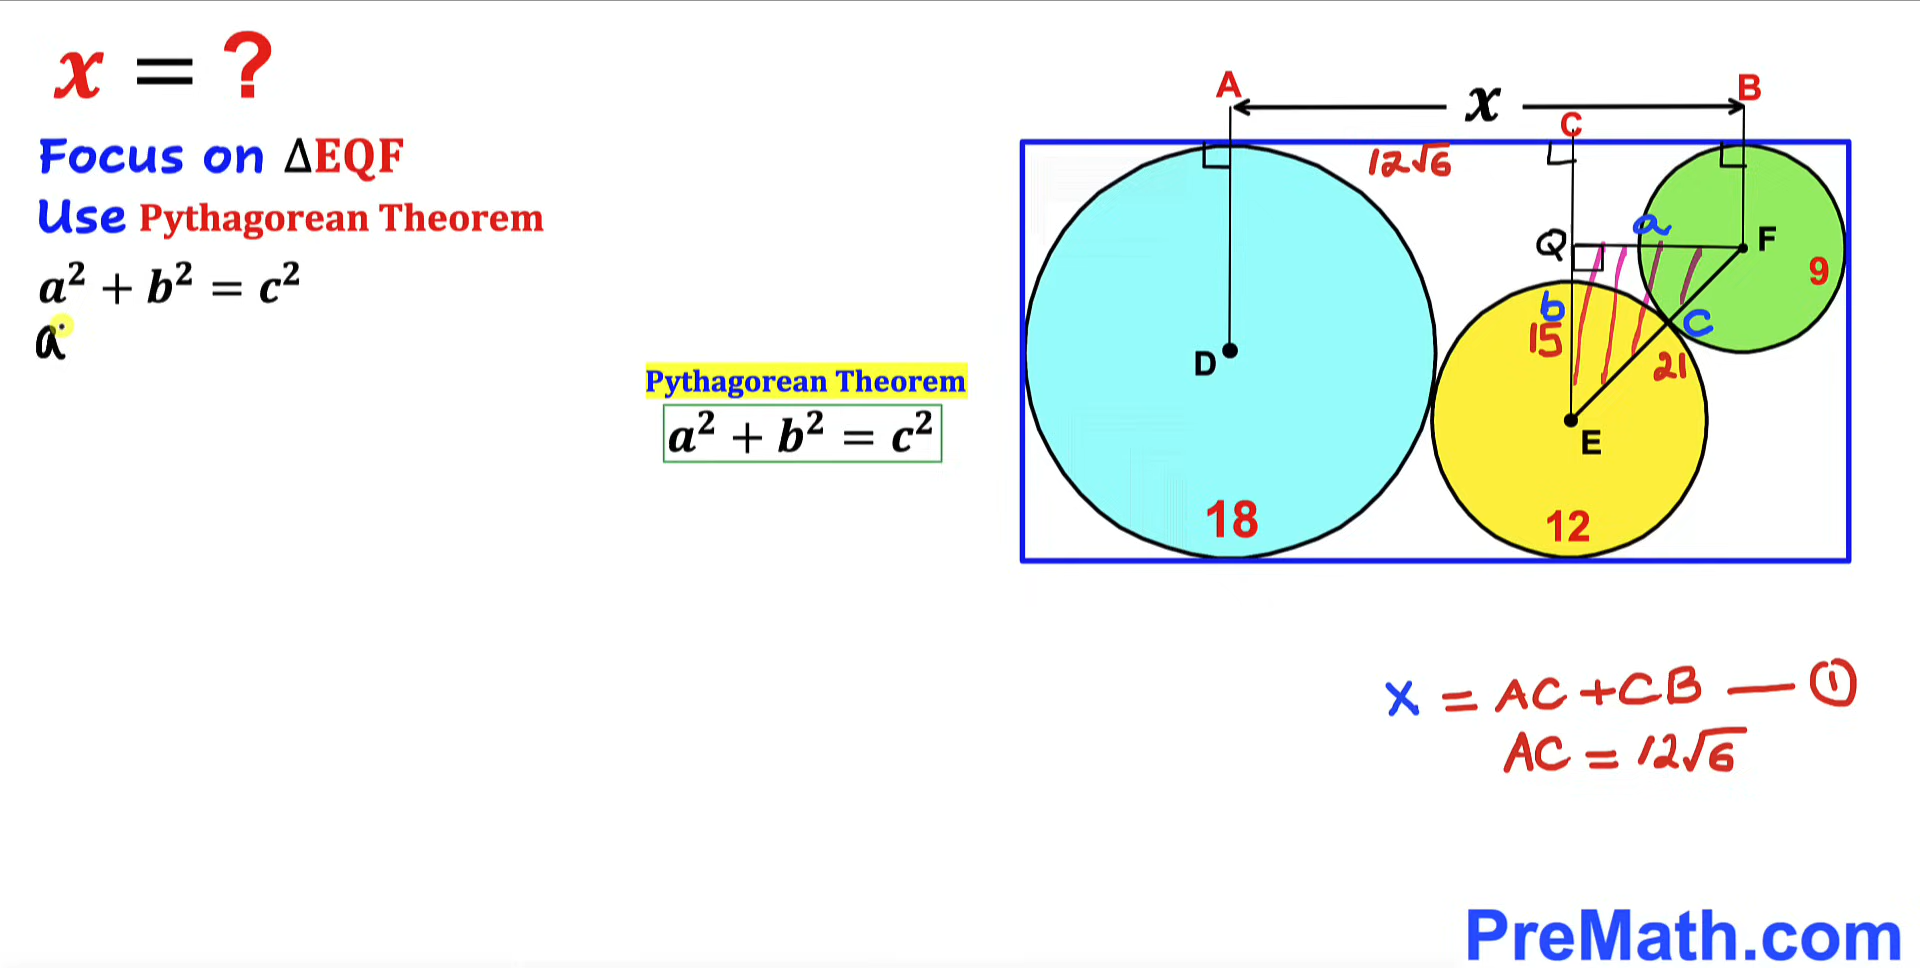 x = ?
Focus on ΔEQF
Use Pythagorean Theorem
a² + b² = c²
a
Pythagorean Theorem
a² + b² = c²
A
x
B
C
12√6
Q
a
F
9
b
15
C
21
D
E
18
12
X = AC + CB — ①
AC = 12√6
PreMath.com